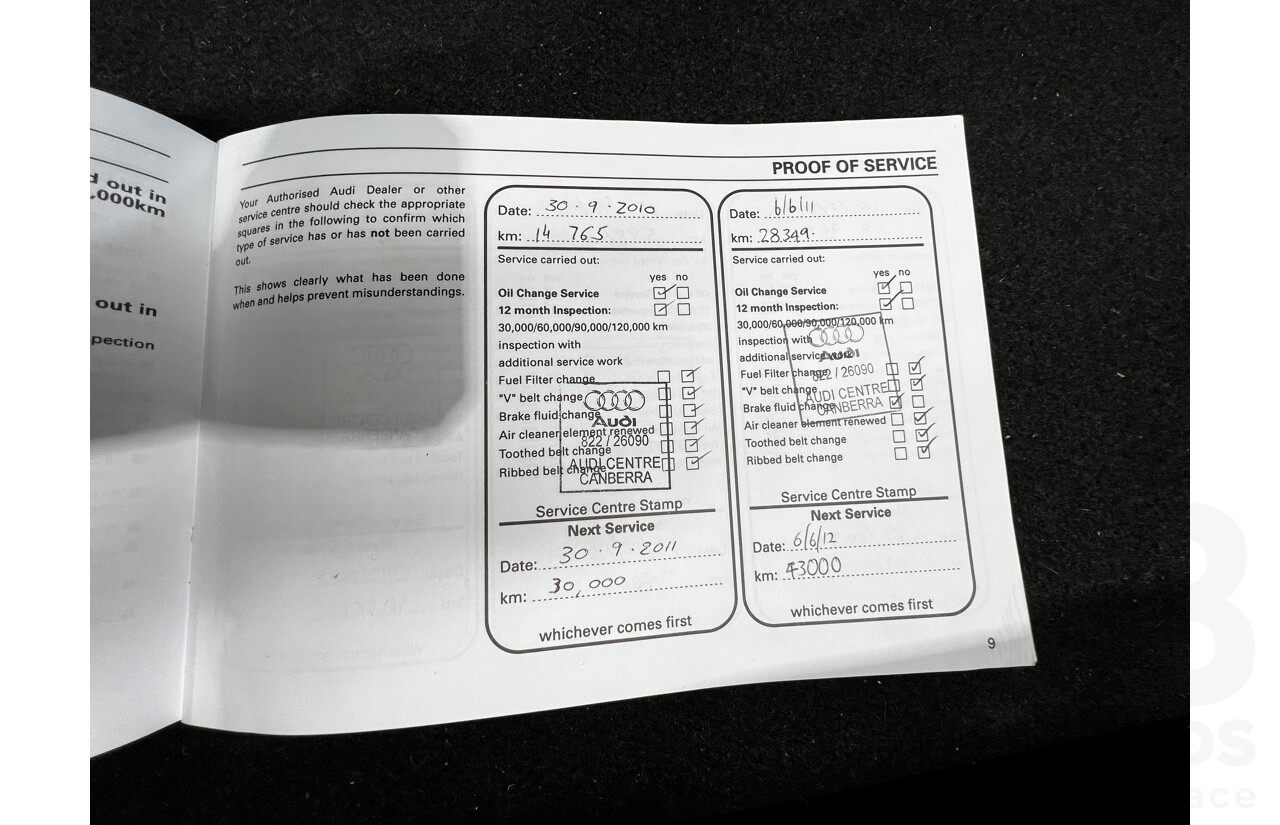 d out in
,000km
out in
pection
PROOF OF SERVICE
Your Authorised Audi Dealer or other
service centre should check the appropriate
squares in the following to confirm which
type of service has or has not been carried
out.
This shows clearly what has been done
when and helps prevent misunderstandings.
Date: 30.9.2010
km: 14 765
Service carried out:
yes no
Oil Change Service
12 month Inspection:
30,000/60,000/90,000/120,000 km
inspection with
additional service work
Fuel Filter change
"V" belt change
Brake fluid change
Air cleaner element renewed
Toothed belt change
Ribbed belt change
Audi
822 / 26090
AUDI CENTRE
CANBERRA
Service Centre Stamp
Next Service
Date: 30.9.2011
km: 30,000
whichever comes first
Date: 6/6/11
km: 28349.
Service carried out:
yes no
Oil Change Service
12 month Inspection:
30,000/60,000/90,000/120,000 km
inspection with
additional service
Fuel Filter change
"V" belt change
Brake fluid change
Air cleaner element renewed
Toothed belt change
Ribbed belt change
Audi
822 / 26090
AUDI CENTRE
CANBERRA
Service Centre Stamp
Next Service
Date: 6/6/12
km: 43000
whichever comes first
9
os
ace